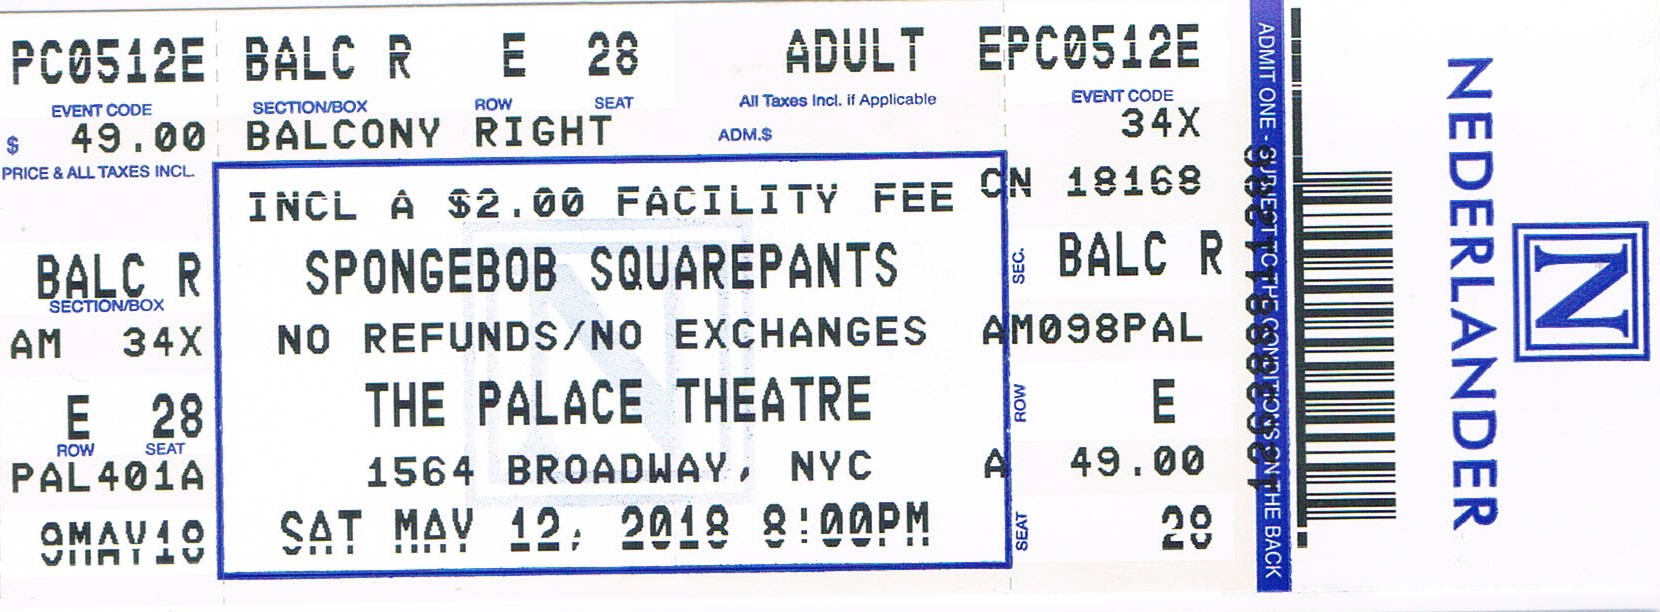 PC0512E
EVENT CODE
$ 49.00
PRICE & ALL TAXES INCL.
BALC R
SECTION/BOX
AM 34X
E 28
ROW SEAT
PAL401A
9MAY18
BALC R E 28 ADULT
SECTION/BOX ROW SEAT All Taxes Incl. if Applicable
BALCONY RIGHT ADM.$
INCL A $2.00 FACILITY FEE
SPONGEBOB SQUAREPANTS
NO REFUNDS/NO EXCHANGES
THE PALACE THEATRE
1564 BROADWAY, NYC
SAT MAY 12, 2018 8:00PM
EPC0512E
EVENT CODE
34X
CN 18168
SEC. BALC R
AM098PAL
ROW E
A 49.00
SEAT 28
ADMIT ONE - SUBJECT TO THE CONDITIONS ON THE BACK
NEDERLANDER
N